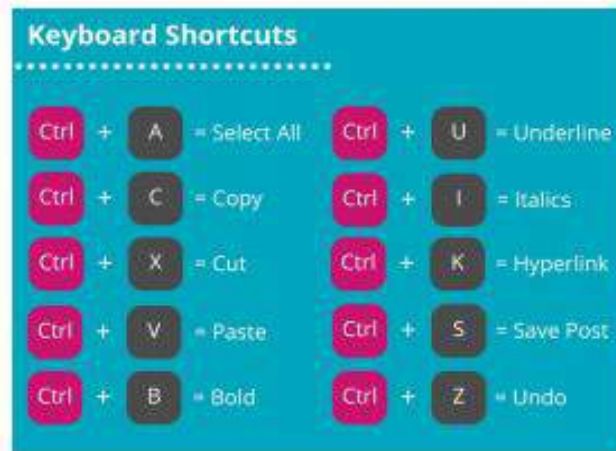 Keyboard Shortcuts
Ctrl + A = Select All
Ctrl + C = Copy
Ctrl + X = Cut
Ctrl + V = Paste
Ctrl + B = Bold
Ctrl + U = Underline
Ctrl + I = Italics
Ctrl + K = Hyperlink
Ctrl + S = Save Post
Ctrl + Z = Undo